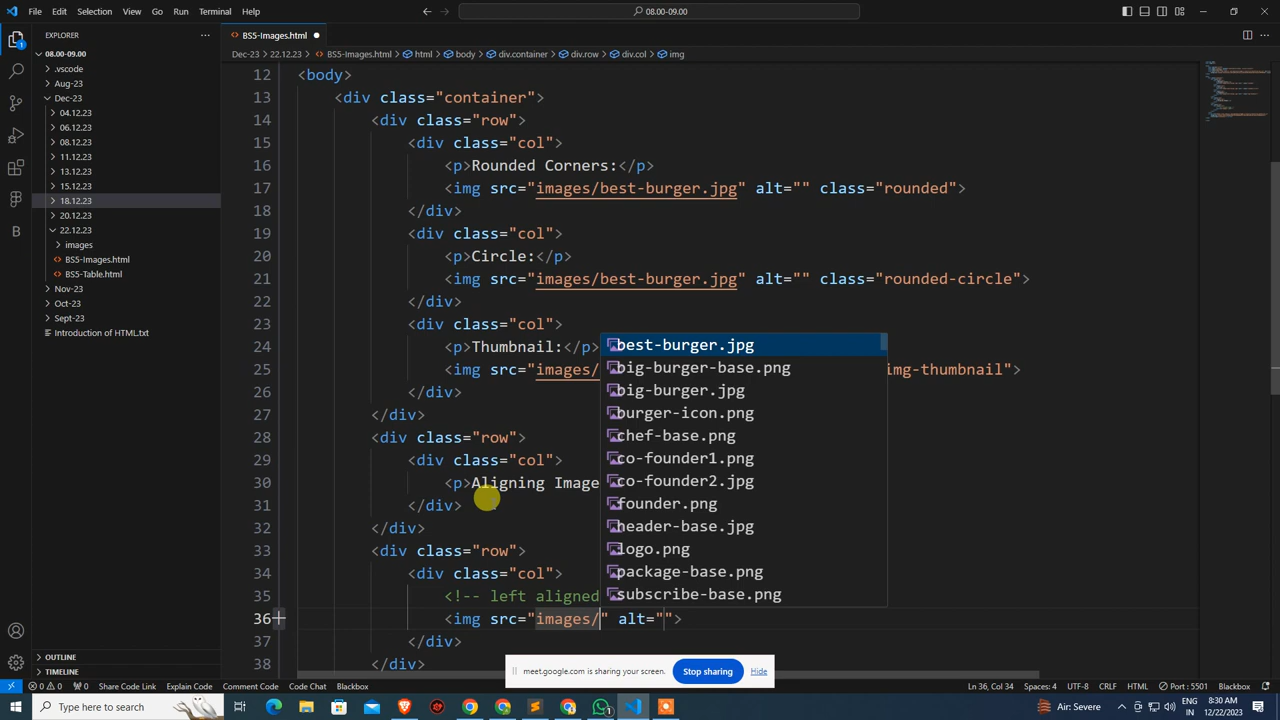 File Edit Selection View Go Run Terminal Help
08.00-09.00
EXPLORER
BS5-Images.html
08.00-09.00
Dec-23 > 22.12.23 > BS5-Images.html > html > body > div.container > div.row > div.col > img
.vscode
Aug-23
Dec-23
04.12.23
06.12.23
08.12.23
11.12.23
13.12.23
15.12.23
18.12.23
20.12.23
22.12.23
images
BS5-Images.html
BS5-Table.html
Nov-23
Oct-23
Sept-23
Introduction of HTML.txt
OUTLINE
TIMELINE
12 <body>
13 <div class="container">
14 <div class="row">
15 <div class="col">
16 <p>Rounded Corners:</p>
17 <img src="images/best-burger.jpg" alt="" class="rounded">
18 </div>
19 <div class="col">
20 <p>Circle:</p>
21 <img src="images/best-burger.jpg" alt="" class="rounded-circle">
22 </div>
23 <div class="col">
24 <p>Thumbnail:</p>
25 <img src="images/ img-thumbnail">
26 </div>
27 </div>
28 <div class="row">
29 <div class="col">
30 <p>Aligning Image
31 </div>
32 </div>
33 <div class="row">
34 <div class="col">
35 <!-- left aligned
36 <img src="images/" alt="">
37 </div>
38 </div>
best-burger.jpg
big-burger-base.png
big-burger.jpg
burger-icon.png
chef-base.png
co-founder1.png
co-founder2.jpg
founder.png
header-base.jpg
logo.png
package-base.png
subscribe-base.png
meet.google.com is sharing your screen. Stop sharing Hide
0 0 0 Share Code Link Explain Code Comment Code Code Chat Blackbox Ln 36, Col 34 Spaces: 4 UTF-8 CRLF HTML Port : 5501 Blackbox
Type here to search
Air: Severe
ENG
IN
8:30 AM
12/22/2023